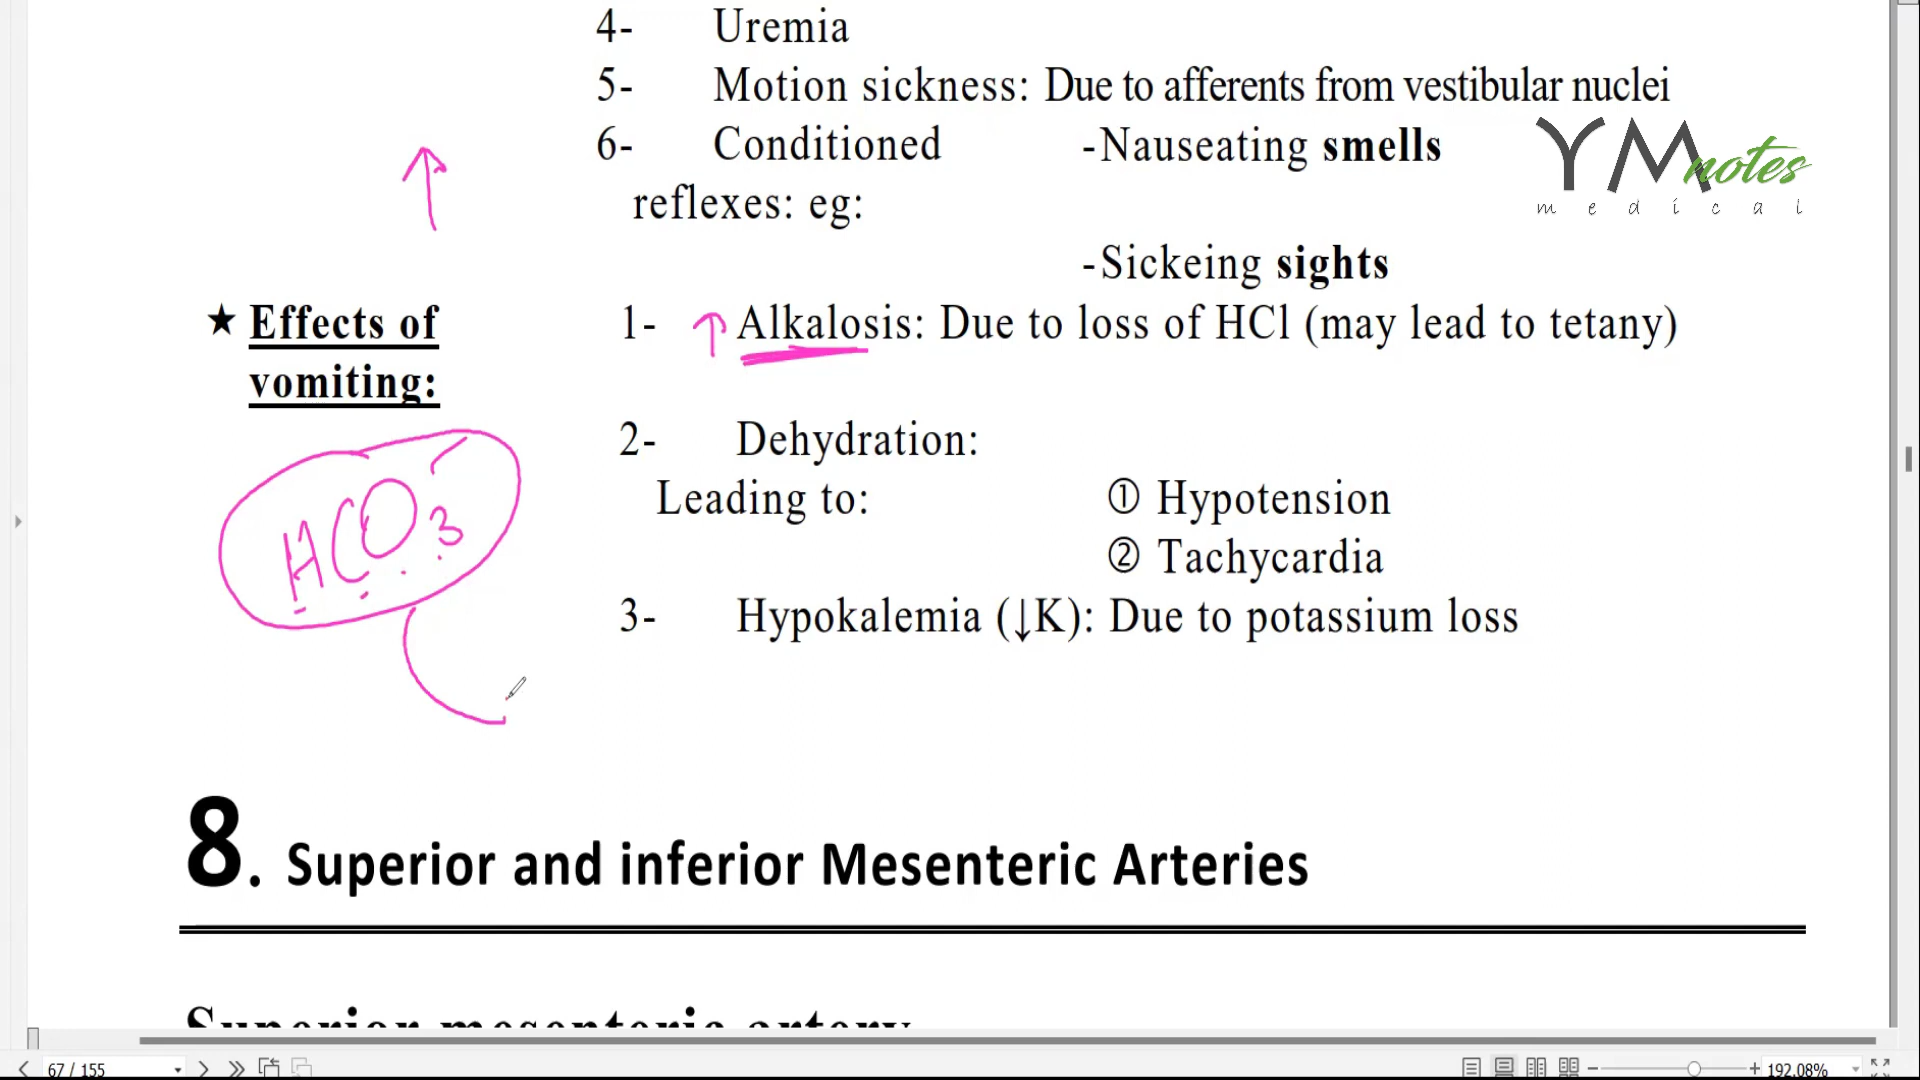 4- Uremia
5- Motion sickness: Due to afferents from vestibular nuclei
6- Conditioned -Nauseating smells
YM notes
medical
reflexes: eg:
-Sickeing sights
★ Effects of
vomiting:
1- ↑ Alkalosis: Due to loss of HCl (may lead to tetany)
2- Dehydration:
Leading to: ① Hypotension
② Tachycardia
3- Hypokalemia (↓K): Due to potassium loss
HCO3-
8. Superior and inferior Mesenteric Arteries
Superior mesenteric artery
67 / 155
192.08%